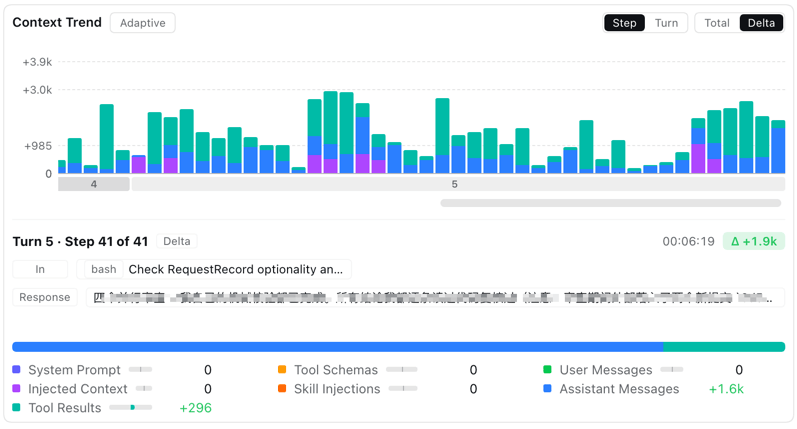 Context Trend Adaptive Step Turn Total Delta
+3.9k
+3.0k
+985
0
4 5
Turn 5 · Step 41 of 41 Delta 00:06:19 Δ +1.9k
In bash Check RequestRecord optionality an...
Response
System Prompt 0 Tool Schemas 0 User Messages 0
Injected Context 0 Skill Injections 0 Assistant Messages +1.6k
Tool Results +296